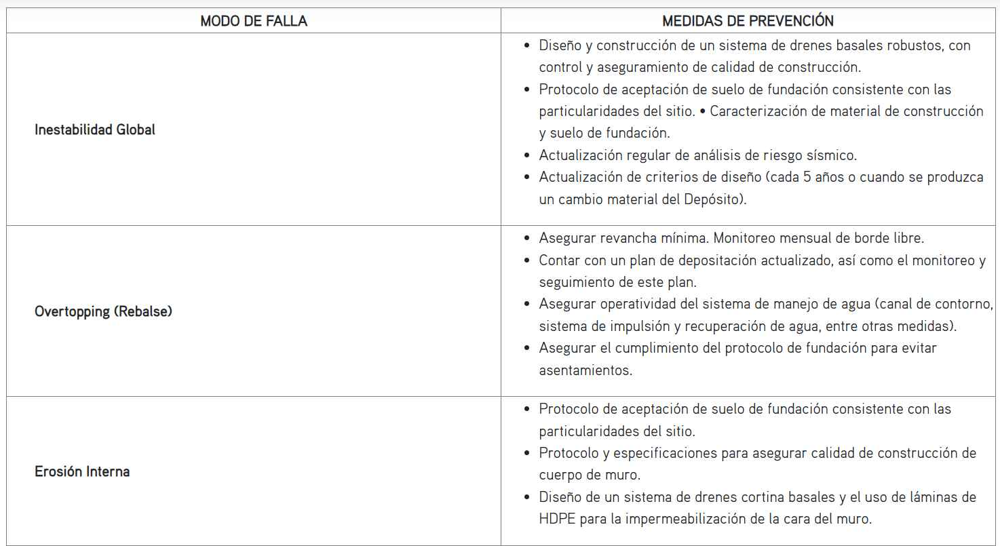 MODO DE FALLA
MEDIDAS DE PREVENCIÓN
Inestabilidad Global
• Diseño y construcción de un sistema de drenes basales robustos, con
control y aseguramiento de calidad de construcción.
• Protocolo de aceptación de suelo de fundación consistente con las
particularidades del sitio. • Caracterización de material de construcción
y suelo de fundación.
• Actualización regular de análisis de riesgo sísmico.
• Actualización de criterios de diseño (cada 5 años o cuando se produzca
un cambio material del Depósito).
Overtopping (Rebalse)
• Asegurar revancha mínima. Monitoreo mensual de borde libre.
• Contar con un plan de depositación actualizado, así como el monitoreo y
seguimiento de este plan.
• Asegurar operatividad del sistema de manejo de agua (canal de contorno,
sistema de impulsión y recuperación de agua, entre otras medidas).
• Asegurar el cumplimiento del protocolo de fundación para evitar
asentamientos.
Erosión Interna
• Protocolo de aceptación de suelo de fundación consistente con las
particularidades del sitio.
• Protocolo y especificaciones para asegurar calidad de construcción de
cuerpo de muro.
• Diseño de un sistema de drenes cortina basales y el uso de láminas de
HDPE para la impermeabilización de la cara del muro.